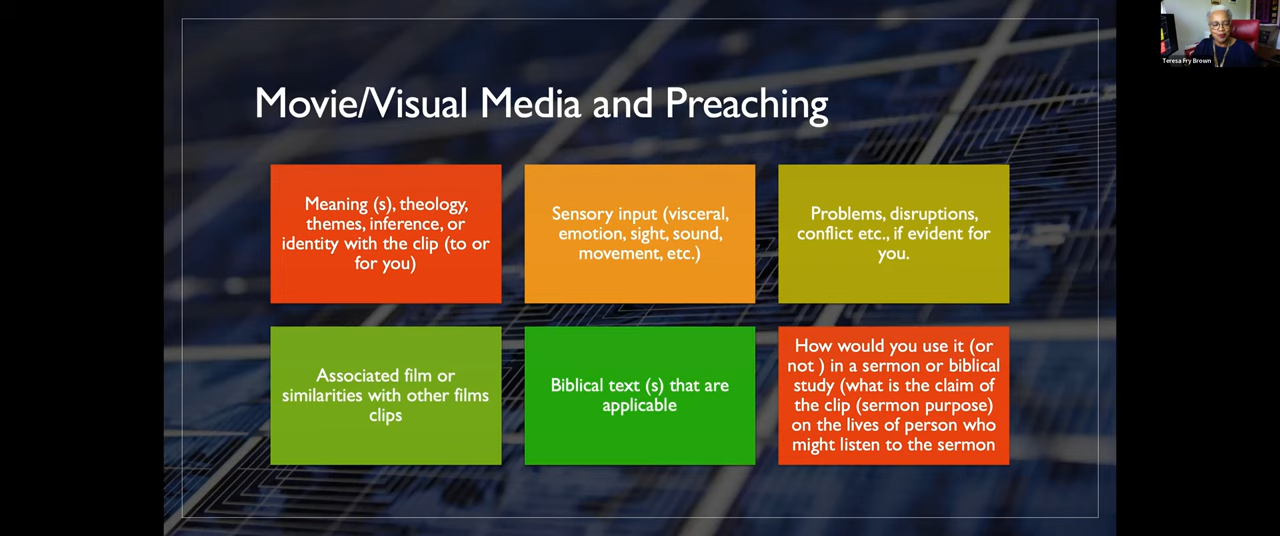 Movie/Visual Media and Preaching
Meaning (s), theology,
themes, inference, or
identity with the clip (to or
for you)
Sensory input (visceral,
emotion, sight, sound,
movement, etc.)
Problems, disruptions,
conflict etc., if evident for
you.
Associated film or
similarities with other films
clips
Biblical text (s) that are
applicable
How would you use it (or
not ) in a sermon or biblical
study (what is the claim of
the clip (sermon purpose)
on the lives of person who
might listen to the sermon
Teresa Fry Brown